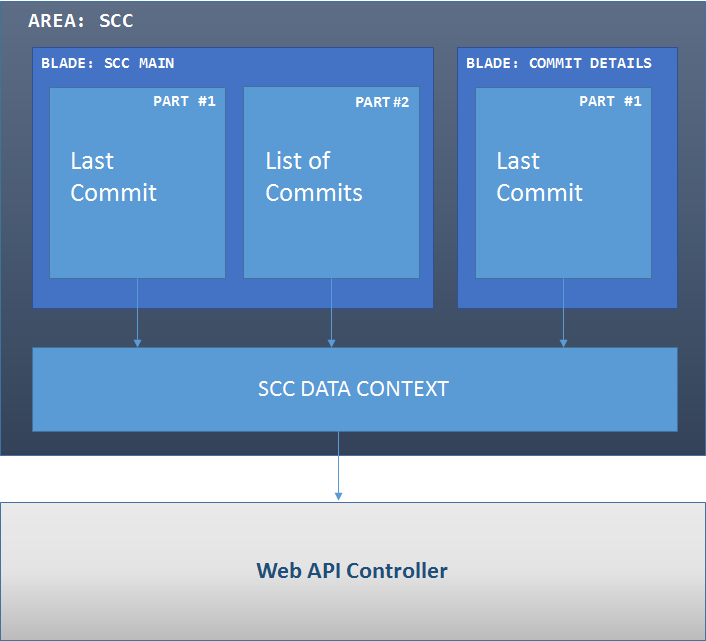 AREA: SCC
BLADE: SCC MAIN
PART #1
Last
Commit
PART #2
List of
Commits
BLADE: COMMIT DETAILS
PART #1
Last
Commit
SCC DATA CONTEXT
Web API Controller